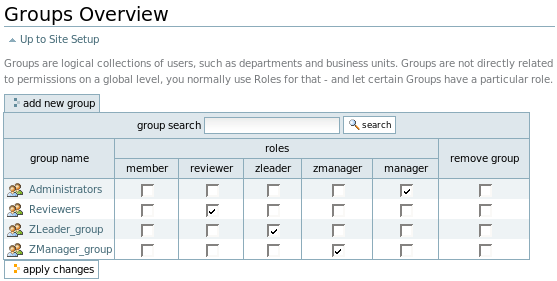 Groups Overview
Up to Site Setup
Groups are logical collections of users, such as departments and business units. Groups are not directly related
to permissions on a global level, you normally use Roles for that - and let certain Groups have a particular role.
add new group
group search search
group name roles remove group
member reviewer zleader zmanager manager
Administrators
Reviewers
ZLeader_group
ZManager_group
apply changes